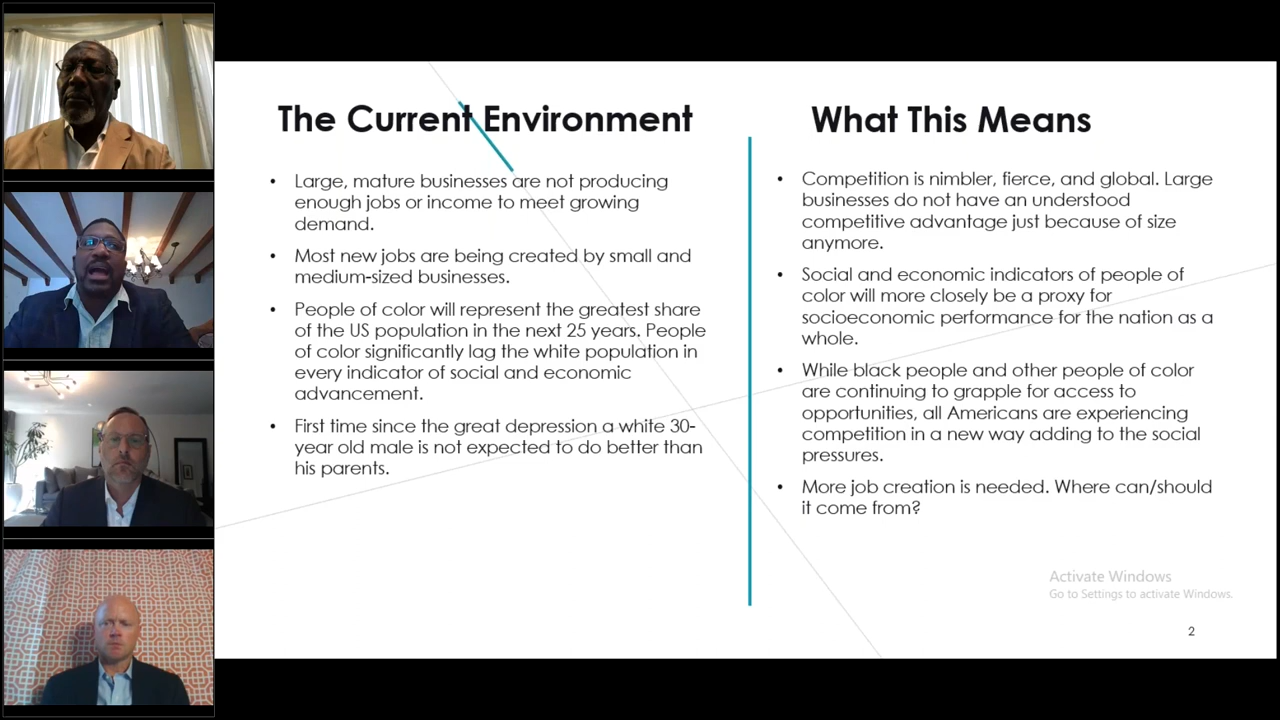 The Current Environment
• Large, mature businesses are not producing
enough jobs or income to meet growing
demand.
• Most new jobs are being created by small and
medium-sized businesses.
• People of color will represent the greatest share
of the US population in the next 25 years. People
of color significantly lag the white population in
every indicator of social and economic
advancement.
• First time since the great depression a white 30-
year old male is not expected to do better than
his parents.
What This Means
• Competition is nimbler, fierce, and global. Large
businesses do not have an understood
competitive advantage just because of size
anymore.
• Social and economic indicators of people of
color will more closely be a proxy for
socioeconomic performance for the nation as a
whole.
• While black people and other people of color
are continuing to grapple for access to
opportunities, all Americans are experiencing
competition in a new way adding to the social
pressures.
• More job creation is needed. Where can/should
it come from?
Activate Windows
Go to Settings to activate Windows.
2